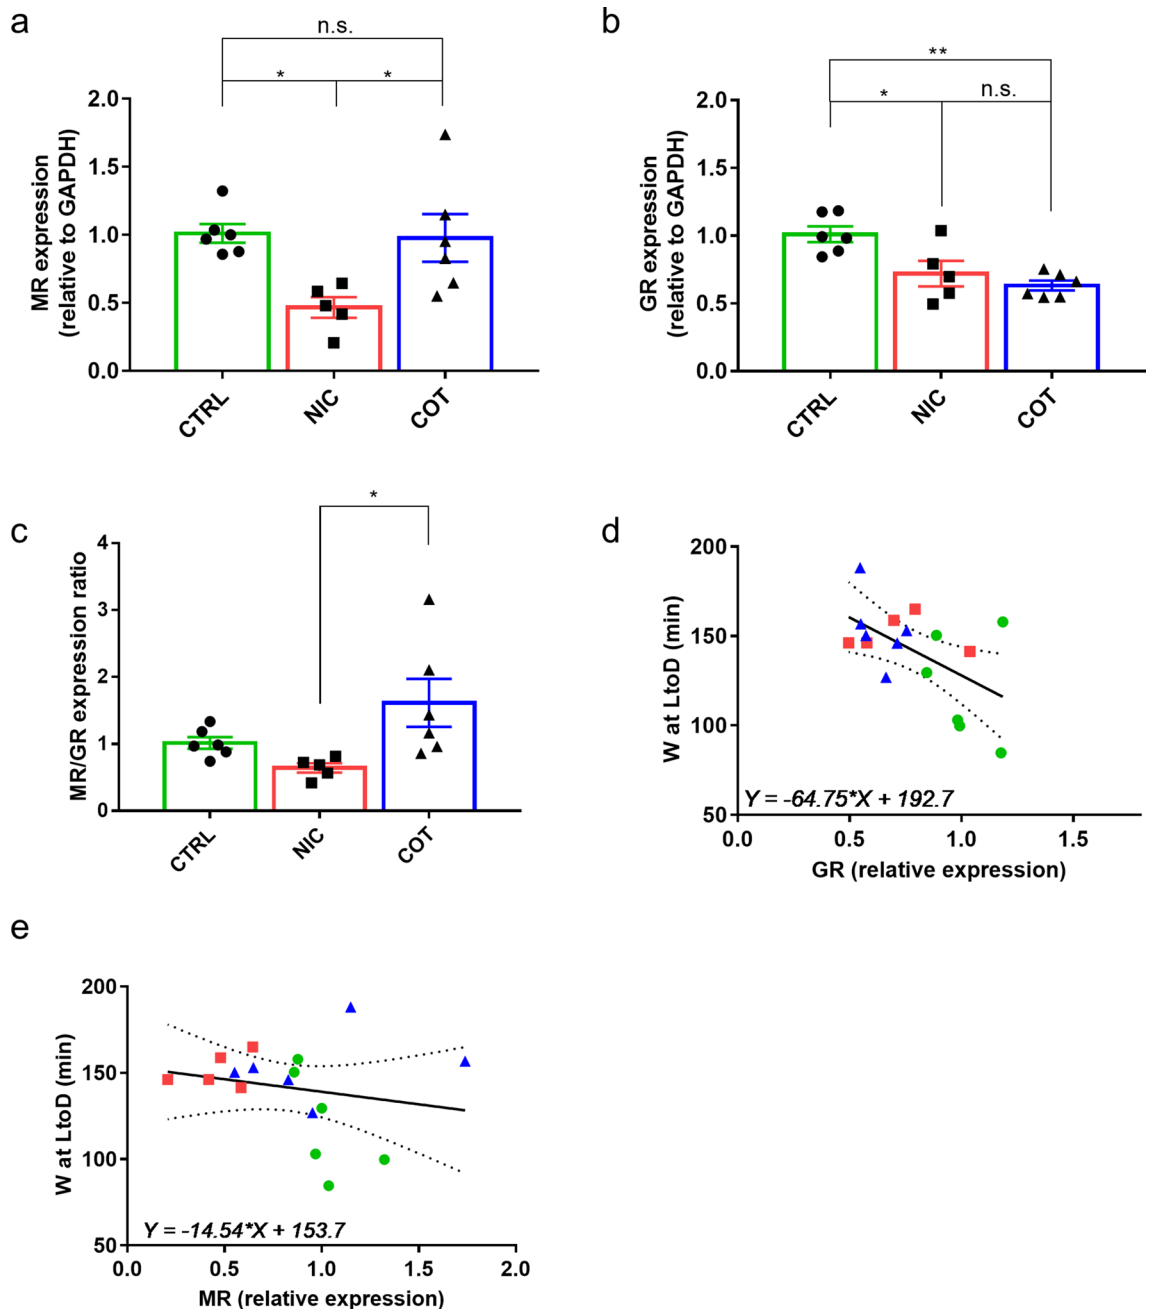 a
n.s.
*
*
MR expression
(relative to GAPDH)
2.0
1.5
1.0
0.5
0.0
CTRL
NIC
COT
b
**
*
n.s.
GR expression
(relative to GAPDH)
2.0
1.5
1.0
0.5
0.0
CTRL
NIC
COT
c
*
MR/GR expression ratio
4
3
2
1
0
CTRL
NIC
COT
d
W at LtoD (min)
200
150
100
50
Y = -64.75*X + 192.7
0.0
0.5
1.0
1.5
GR (relative expression)
e
W at LtoD (min)
200
150
100
50
Y = -14.54*X + 153.7
0.0
0.5
1.0
1.5
2.0
MR (relative expression)